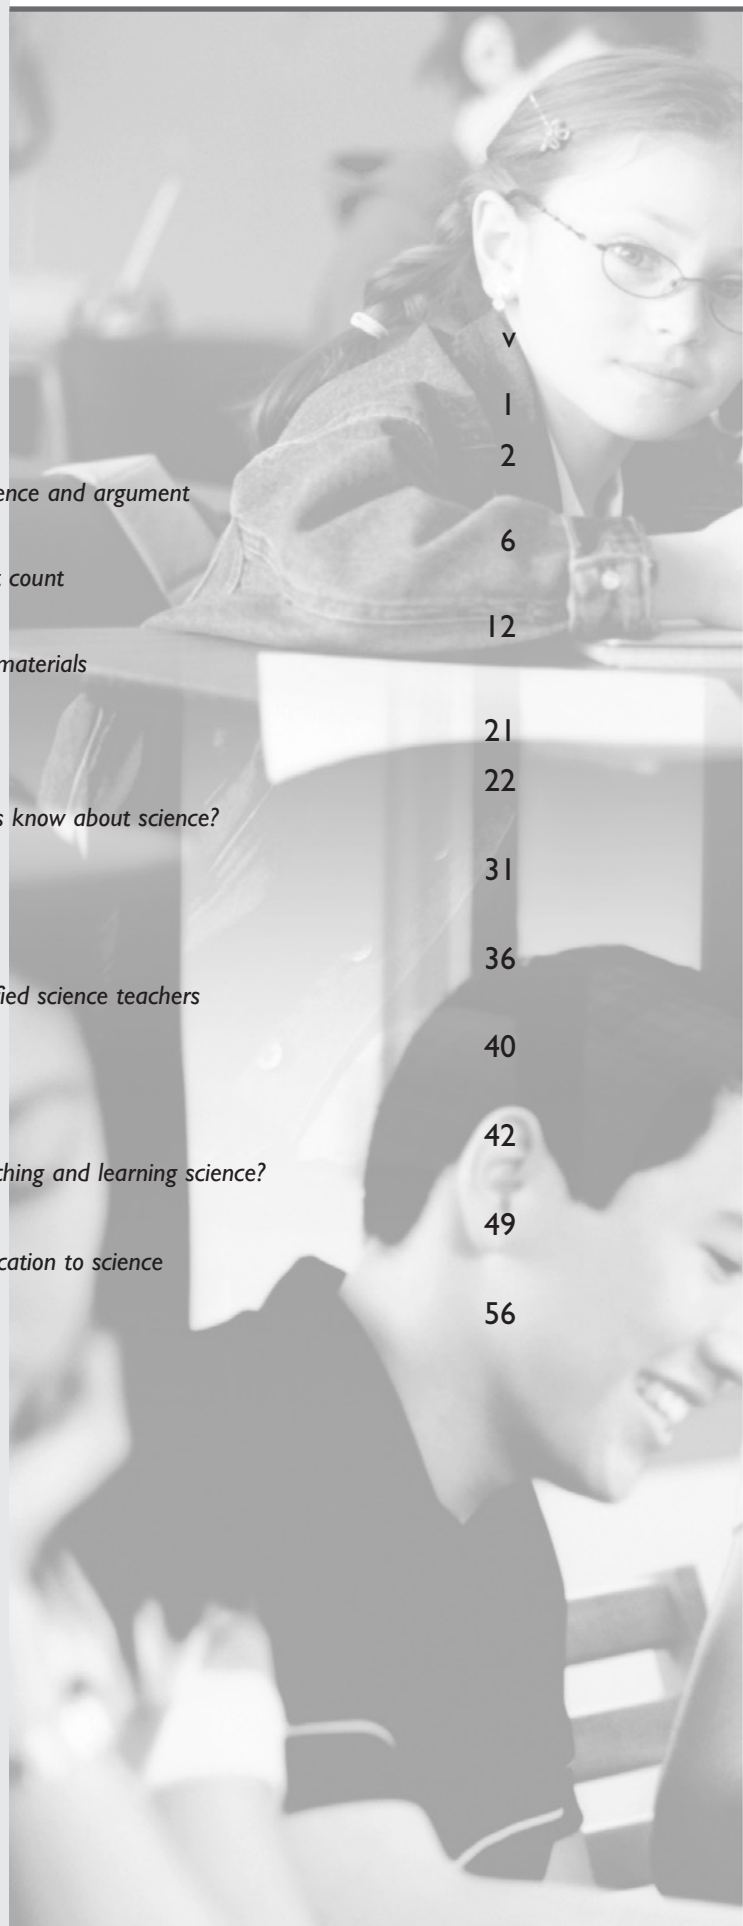 v
1
2
ence and argument
6
count
12
materials
21
22
s know about science?
31
36
fied science teachers
40
42
thing and learning science?
49
cation to science
56